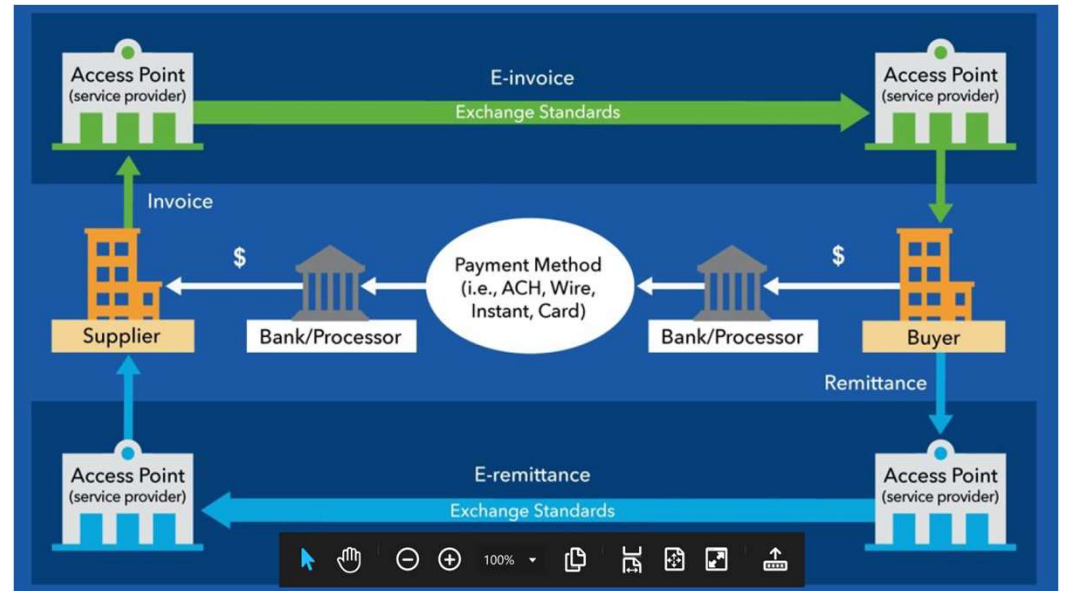 Access Point
(service provider)
E-invoice
Exchange Standards
Access Point
(service provider)
Invoice
$
Payment Method
(i.e., ACH, Wire,
Instant, Card)
$
Supplier
Bank/Processor
Bank/Processor
Buyer
Remittance
Access Point
(service provider)
E-remittance
Exchange Standards
Access Point
(service provider)
100%